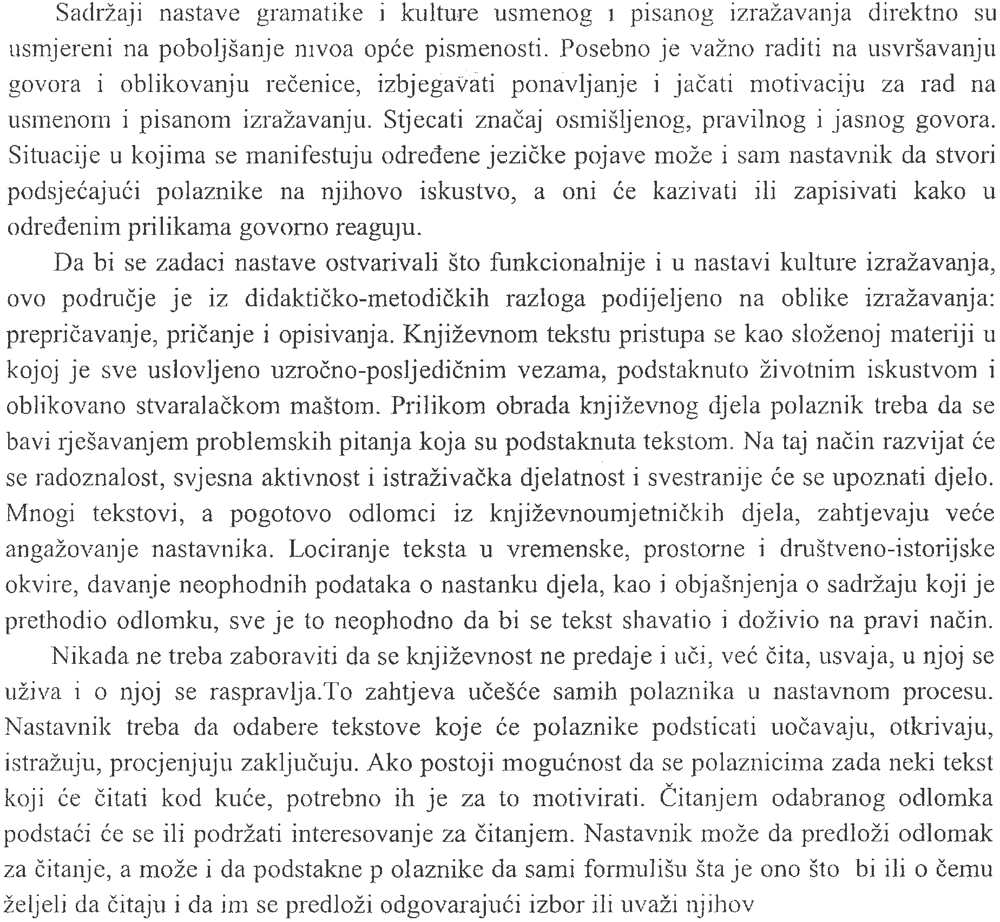 Sadržaji nastave gramatike i kulture usmenog i pisanog izražavanja direktno su
usmjereni na poboljšanje nivoa opće pismenosti. Posebno je važno raditi na usvršavanju
govora i oblikovanju rečenice, izbjegavati ponavljanje i jačati motivaciju za rad na
usmenom i pisanom izražavanju. Stjecati značaj osmišljenog, pravilnog i jasnog govora.
Situacije u kojima se manifestuju određene jezičke pojave može i sam nastavnik da stvori
podsjećajući polaznike na njihovo iskustvo, a oni će kazivati ili zapisivati kako u
određenim prilikama govorno reaguju.
Da bi se zadaci nastave ostvarivali što funkcionalnije i u nastavi kulture izražavanja,
ovo područje je iz didaktičko-metodičkih razloga podijeljeno na oblike izražavanja:
prepričavanje, pričanje i opisivanja. Književnom tekstu pristupa se kao složenoj materiji u
kojoj je sve uslovljeno uzročno-posljedičnim vezama, podstaknuto životnim iskustvom i
oblikovano stvaralačkom maštom. Prilikom obrada književnog djela polaznik treba da se
bavi rješavanjem problemskih pitanja koja su podstaknuta tekstom. Na taj način razvijat će
se radoznalost, svjesna aktivnost i istraživačka djelatnost i svestranije će se upoznati djelo.
Mnogi tekstovi, a pogotovo odlomci iz književnoumjetničkih djela, zahtjevaju veće
angažovanje nastavnika. Lociranje teksta u vremenske, prostorne i društveno-istorijske
okvire, davanje neophodnih podataka o nastanku djela, kao i objašnjenja o sadržaju koji je
prethodio odlomku, sve je to neophodno da bi se tekst shavatio i doživio na pravi način.
Nikada ne treba zaboraviti da se književnost ne predaje i uči, već čita, usvaja, u njoj se
uživa i o njoj se raspravlja.To zahtjeva učešće samih polaznika u nastavnom procesu.
Nastavnik treba da odabere tekstove koje će polaznike podsticati uočavaju, otkrivaju,
istražuju, procjenjuju zaključuju. Ako postoji mogućnost da se polaznicima zada neki tekst
koji će čitati kod kuće, potrebno ih je za to motivirati. Čitanjem odabranog odlomka
podstaći će se ili podržati interesovanje za čitanjem. Nastavnik može da predloži odlomak
za čitanje, a može i da podstakne p olaznike da sami formulišu šta je ono što  bi ili o čemu
željeli da čitaju i da im se predloži odgovarajući izbor ili uvaži njihov